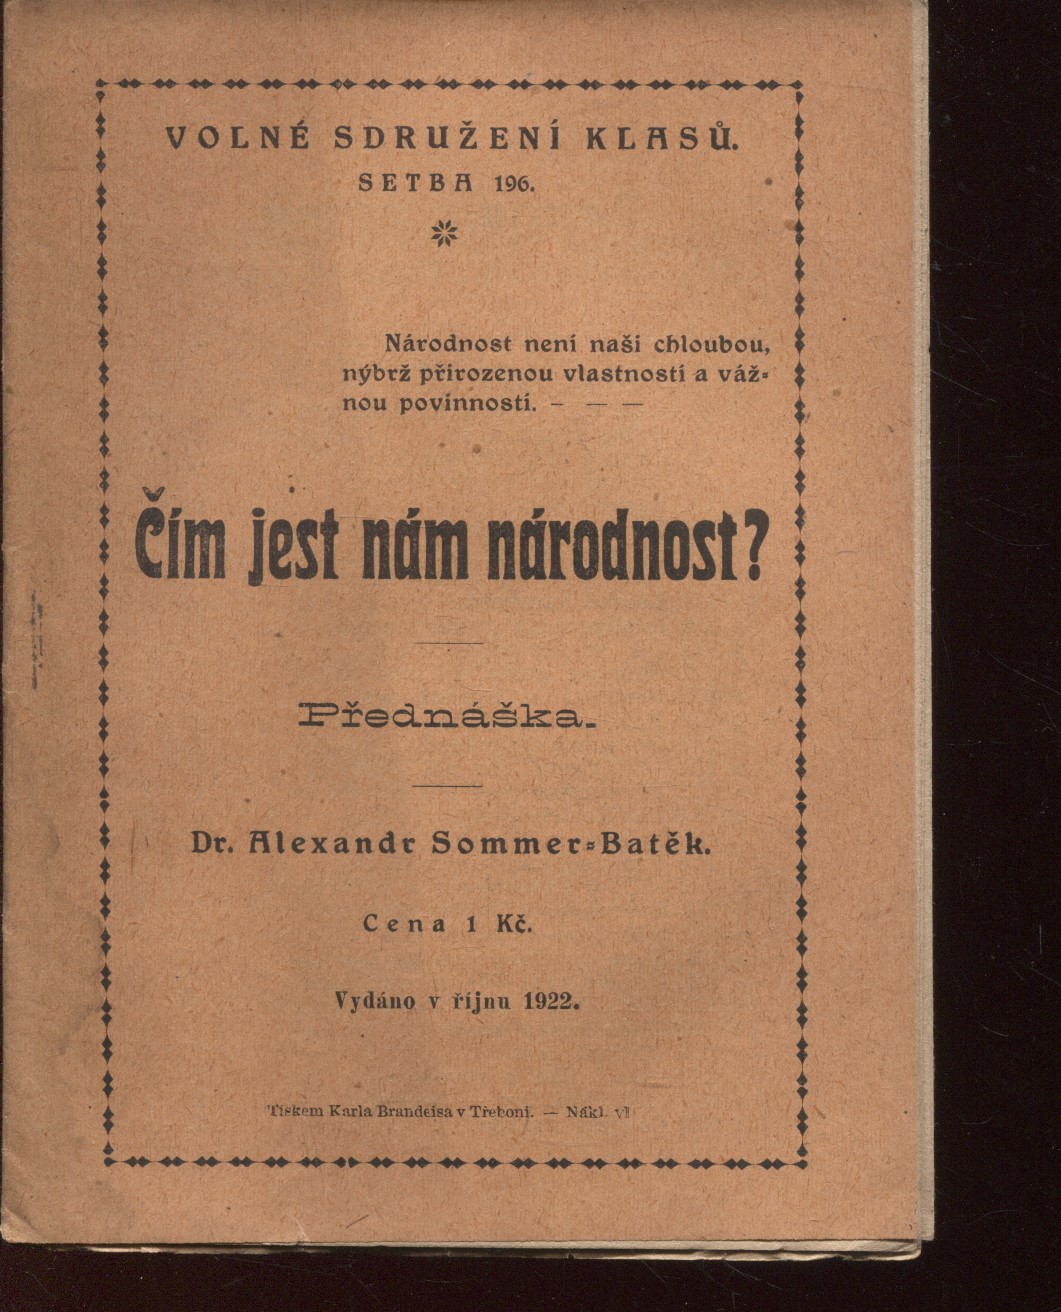 VOLNÉ SDRUŽENÍ KLASŮ.
SETBA 196.
Národnost není naši chloubou,
nýbrž přirozenou vlastností a váž-
nou povinností. — — —
Čím jest nám národnost?
Přednáška.
Dr. Alexandr Sommer-Batěk.
Cena 1 Kč.
Vydáno v říjnu 1922.
Tiskem Karla Brandeisa v Třeboni. — Nákl.